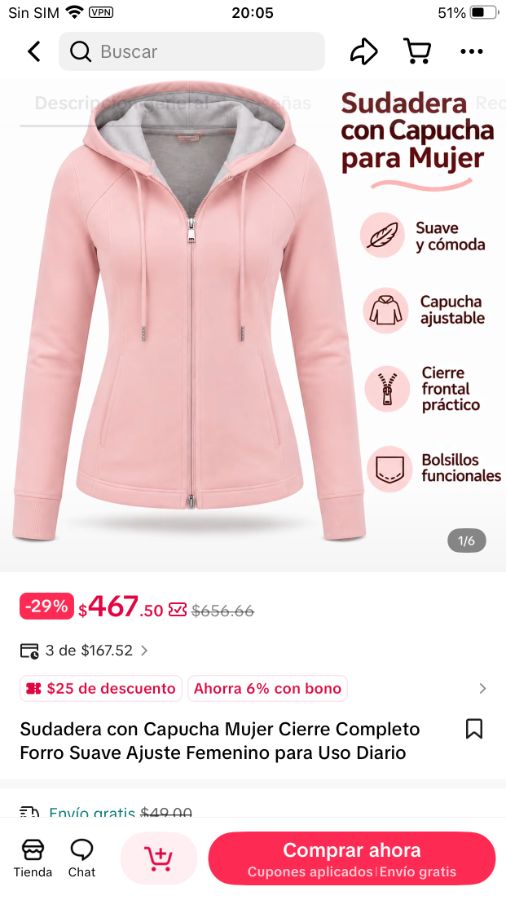 Sin SIM VPN 20:05 51%
Buscar
Descripción general
Sudadera
con Capucha
para Mujer
Suave
y cómoda
Capucha
ajustable
Cierre
frontal
práctico
Bolsillos
funcionales
1/6
-29% $467.50 $656.66
3 de $167.52
$25 de descuento Ahorra 6% con bono
Sudadera con Capucha Mujer Cierre Completo
Forro Suave Ajuste Femenino para Uso Diario
Envío gratis $49.00
Tienda Chat
Comprar ahora
Cupones aplicados | Envío gratis